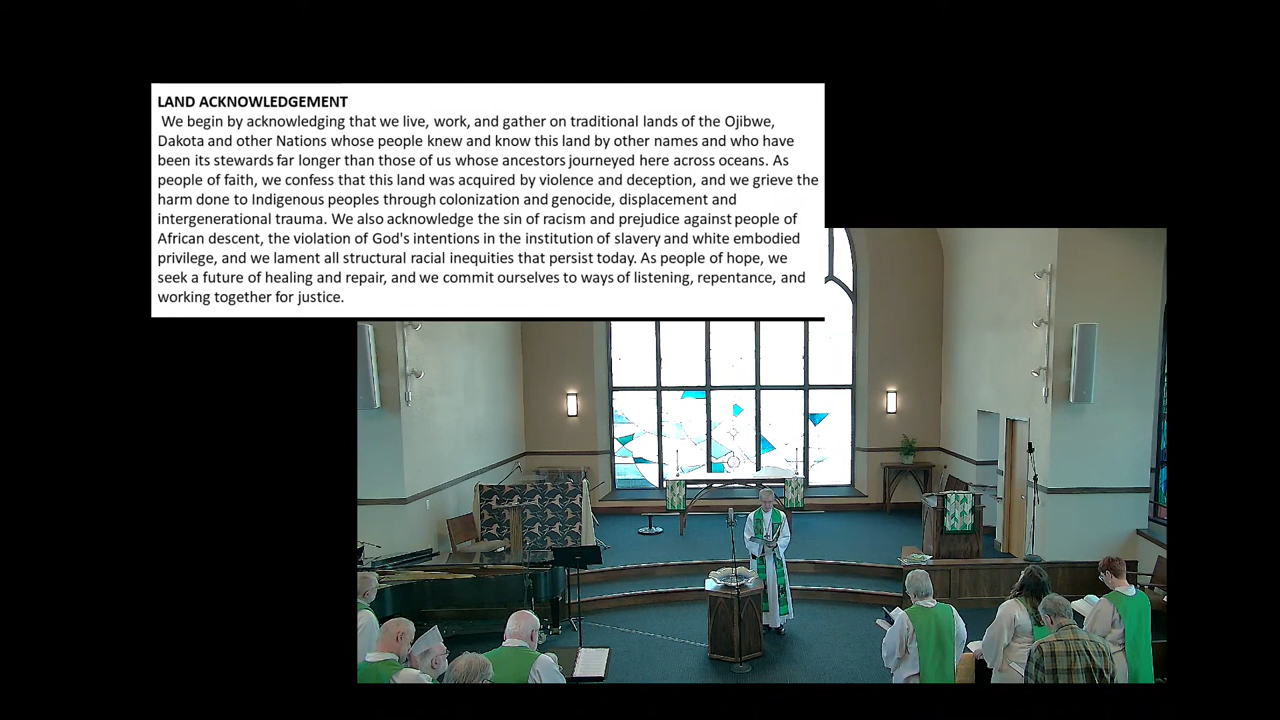 LAND ACKNOWLEDGEMENT
We begin by acknowledging that we live, work, and gather on traditional lands of the Ojibwe,
Dakota and other Nations whose people knew and know this land by other names and who have
been its stewards far longer than those of us whose ancestors journeyed here across oceans. As
people of faith, we confess that this land was acquired by violence and deception, and we grieve the
harm done to Indigenous peoples through colonization and genocide, displacement and
intergenerational trauma. We also acknowledge the sin of racism and prejudice against people of
African descent, the violation of God's intentions in the institution of slavery and white embodied
privilege, and we lament all structural racial inequities that persist today. As people of hope, we
seek a future of healing and repair, and we commit ourselves to ways of listening, repentance, and
working together for justice.